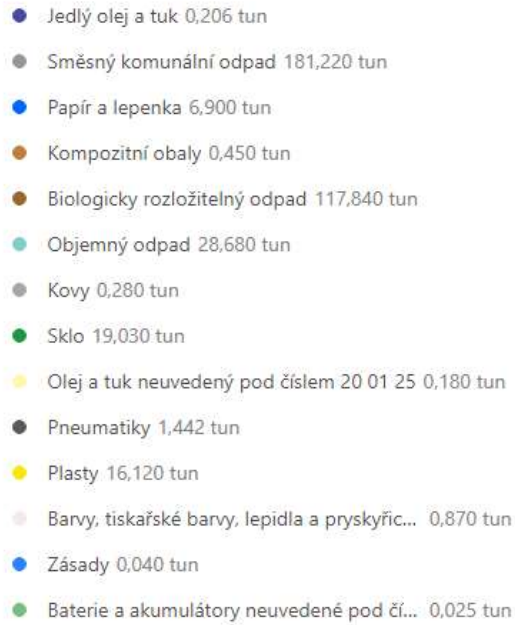 Jedlý olej a tuk 0,206 tun
Směsný komunální odpad 181,220 tun
Papír a lepenka 6,900 tun
Kompozitní obaly 0,450 tun
Biologicky rozložitelný odpad 117,840 tun
Objemný odpad 28,680 tun
Kovy 0,280 tun
Sklo 19,030 tun
Olej a tuk neuvedený pod číslem 20 01 25 0,180 tun
Pneumatiky 1,442 tun
Plasty 16,120 tun
Barvy, tiskařské barvy, lepidla a pryskyřic... 0,870 tun
Zásady 0,040 tun
Baterie a akumulátory neuvedené pod čí... 0,025 tun